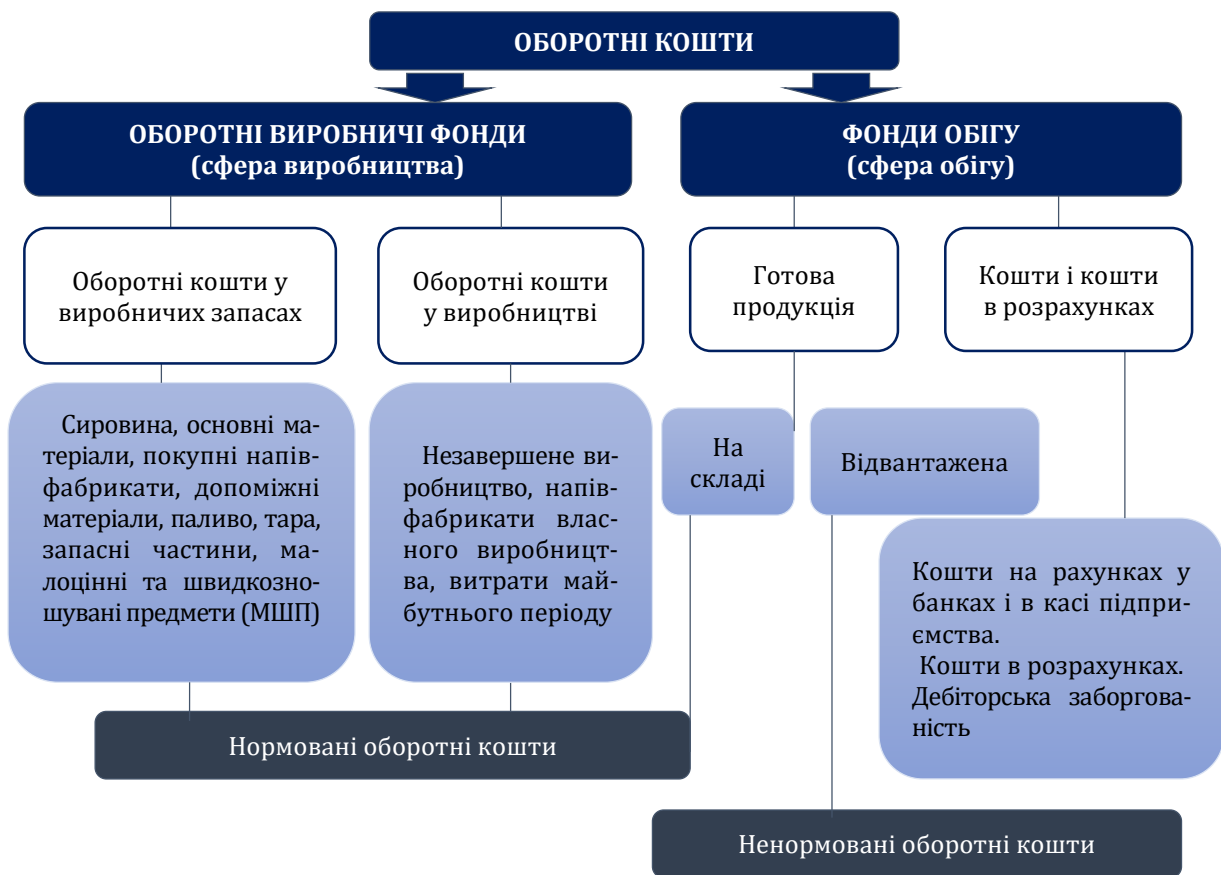 ОБОРОТНІ КОШТИ
ОБОРОТНІ ВИРОБНИЧІ ФОНДИ
(сфера виробництва)
ФОНДИ ОБІГУ
(сфера обігу)
Оборотні кошти у
виробничих запасах
Оборотні кошти
у виробництві
Готова
продукція
Кошти і кошти
в розрахунках
Сировина, основні ма-
теріали, покупні напів-
фабрикати, допоміжні
матеріали, паливо, тара,
запасні частини, ма-
лоцінні та швидкозно-
шувані предмети (МШП)
Незавершене ви-
робництво, напів-
фабрикати влас-
ного виробницт-
ва, витрати май-
бутнього періоду
На
складі
Відвантажена
Кошти на рахунках у
банках і в касі підпри-
ємства.
Кошти в розрахунках.
Дебіторська заборгова-
ність
Нормовані оборотні кошти
Ненормовані оборотні кошти